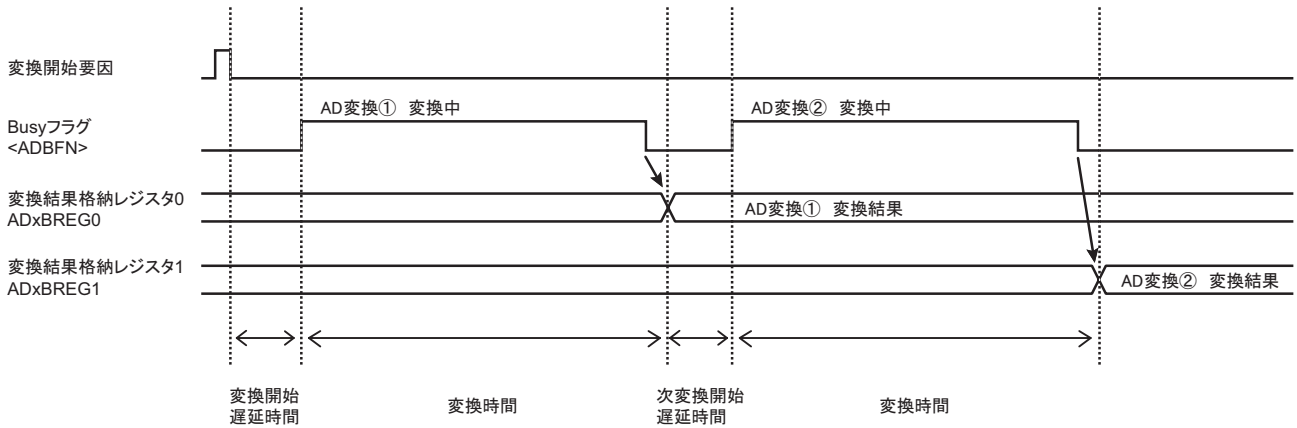 変換開始要因
AD変換① 変換中
AD変換② 変換中
Busyフラグ
<ADBFN>
変換結果格納レジスタ0
ADxBREG0
AD変換① 変換結果
変換結果格納レジスタ1
ADxBREG1
AD変換② 変換結果
変換開始
遅延時間
変換時間
次変換開始
遅延時間
変換時間